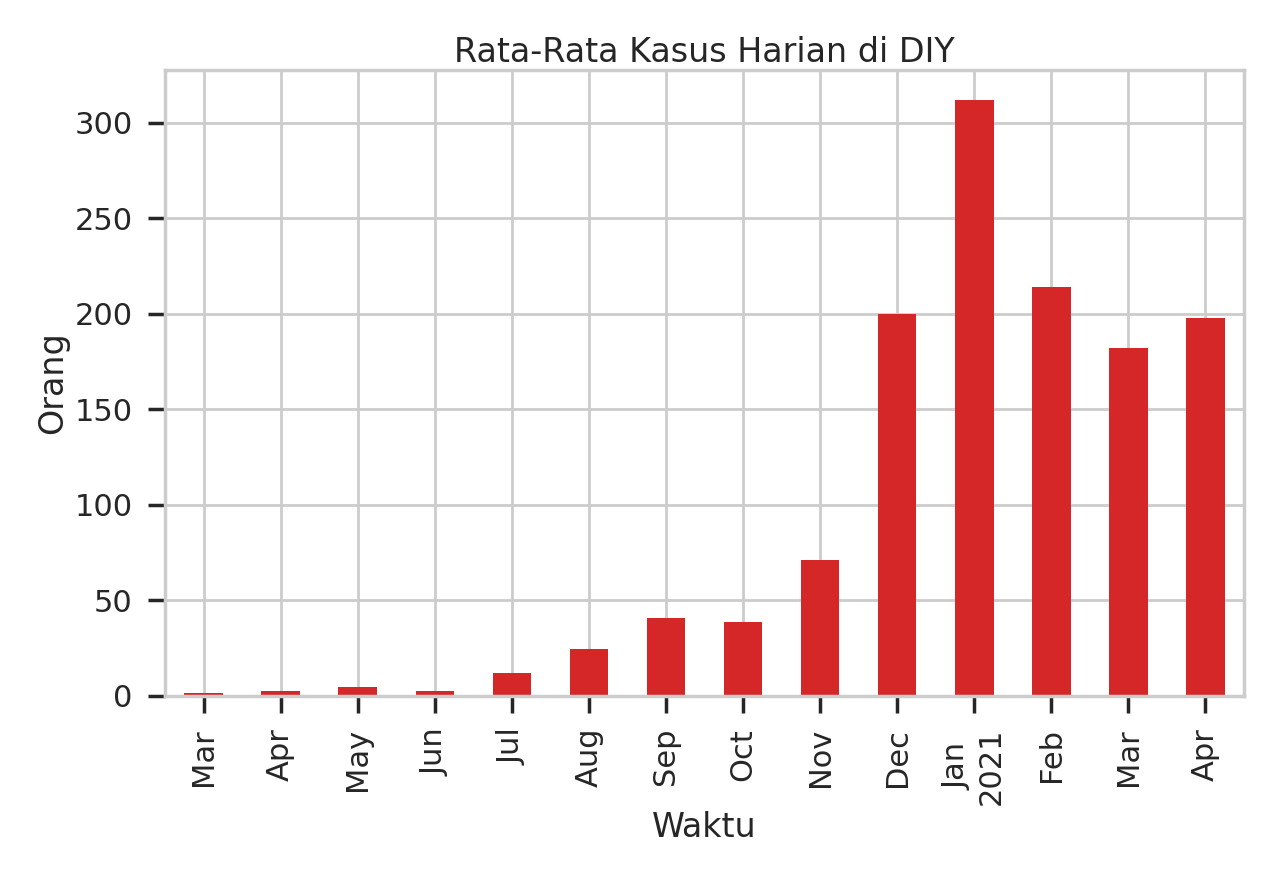 Rata-Rata Kasus Harian di DIY
300
250
200
150
100
50
0
Orang
Mar
Apr
May
Jun
Jul
Aug
Sep
Oct
Nov
Dec
Jan
2021
Feb
Mar
Apr
Waktu